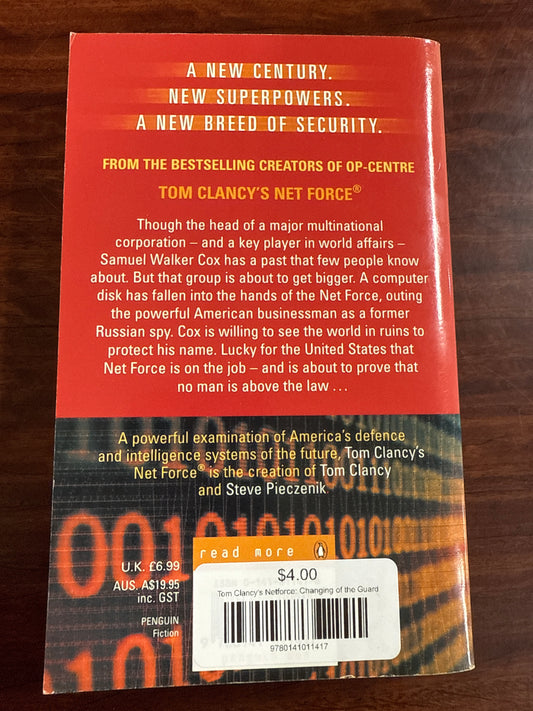 A NEW CENTURY.
NEW SUPERPOWERS.
A NEW BREED OF SECURITY.
FROM THE BESTSELLING CREATORS OF OP-CENTRE
TOM CLANCY'S NET FORCE®
Though the head of a major multinational
corporation – and a key player in world affairs –
Samuel Walker Cox has a past that few people know
about. But that group is about to get bigger. A computer
disk has fallen into the hands of the Net Force, outing
the powerful American businessman as a former
Russian spy. Cox is willing to see the world in ruins to
protect his name. Lucky for the United States that
Net Force is on the job – and is about to prove that
no man is above the law ...
A powerful examination of America's defence
and intelligence systems of the future, Tom Clancy's
Net Force® is the creation of Tom Clancy
and Steve Pieczenik
read more
U.K. £6.99
AUS. A$19.95
inc. GST
PENGUIN
Fiction
$4.00
Tom Clancy's Netforce: Changing of the Guard
9780141011417